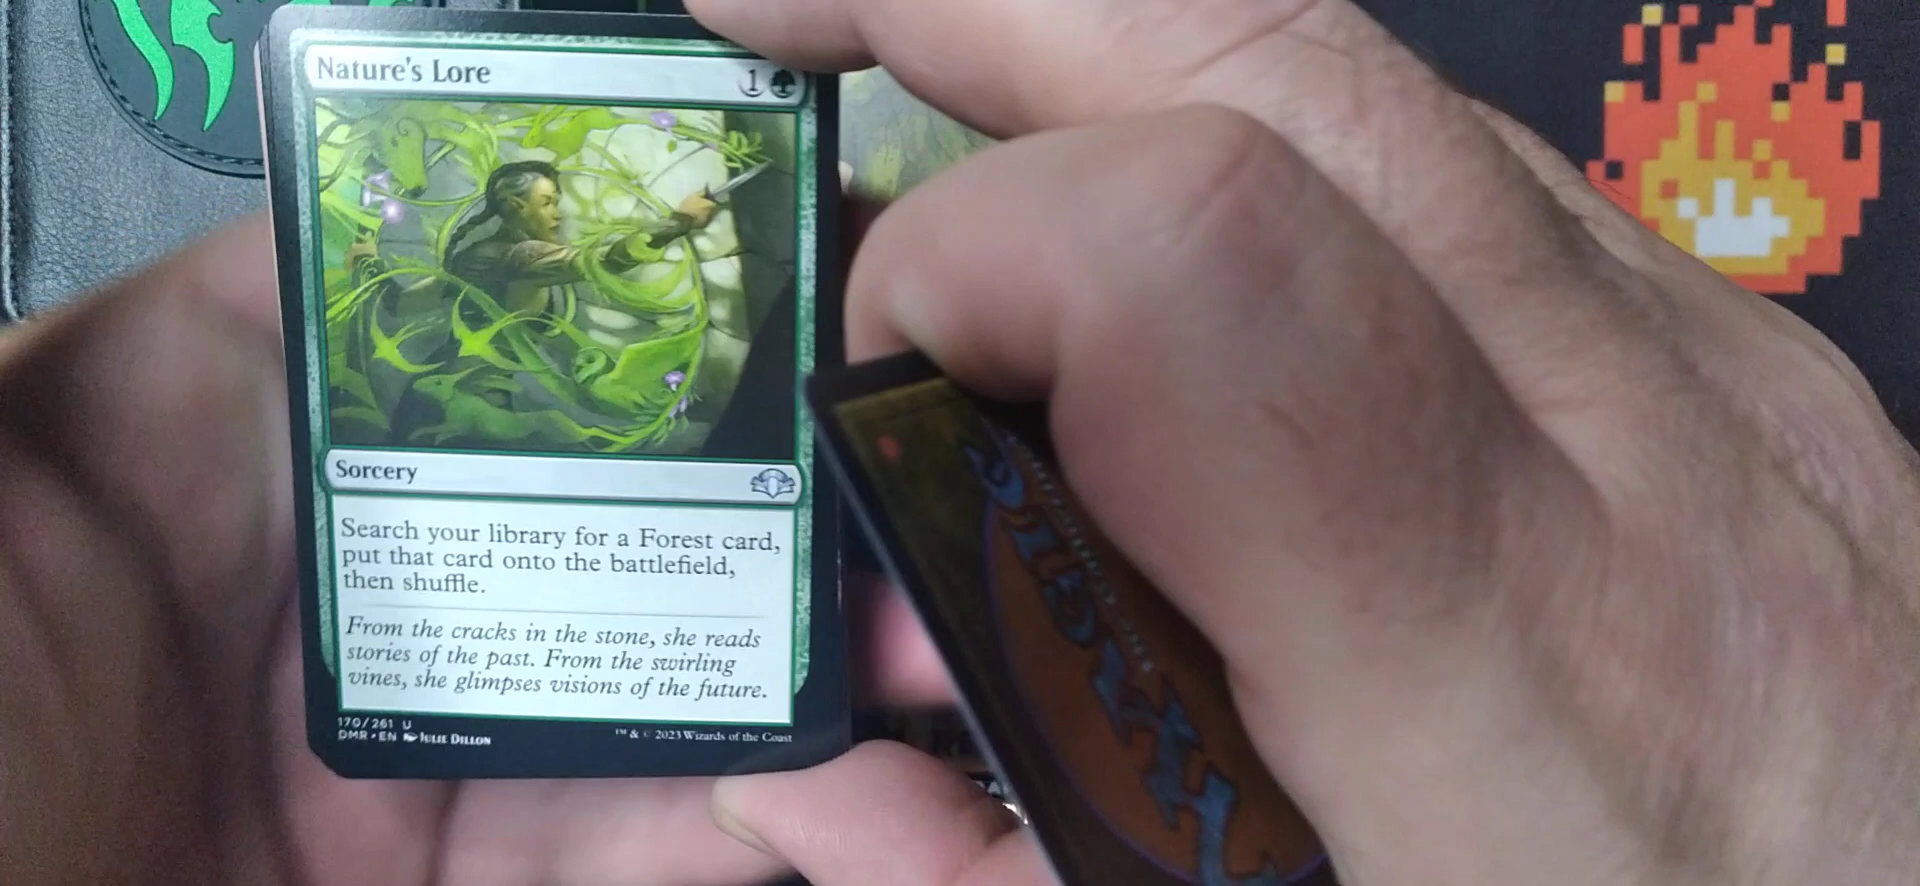 Nature's Lore 1
Sorcery
Search your library for a Forest card,
put that card onto the battlefield,
then shuffle.
From the cracks in the stone, she reads
stories of the past. From the swirling
vines, she glimpses visions of the future.
170/261 U
DMR • EN JULIE DILLON
™ & © 2023 Wizards of the Coast